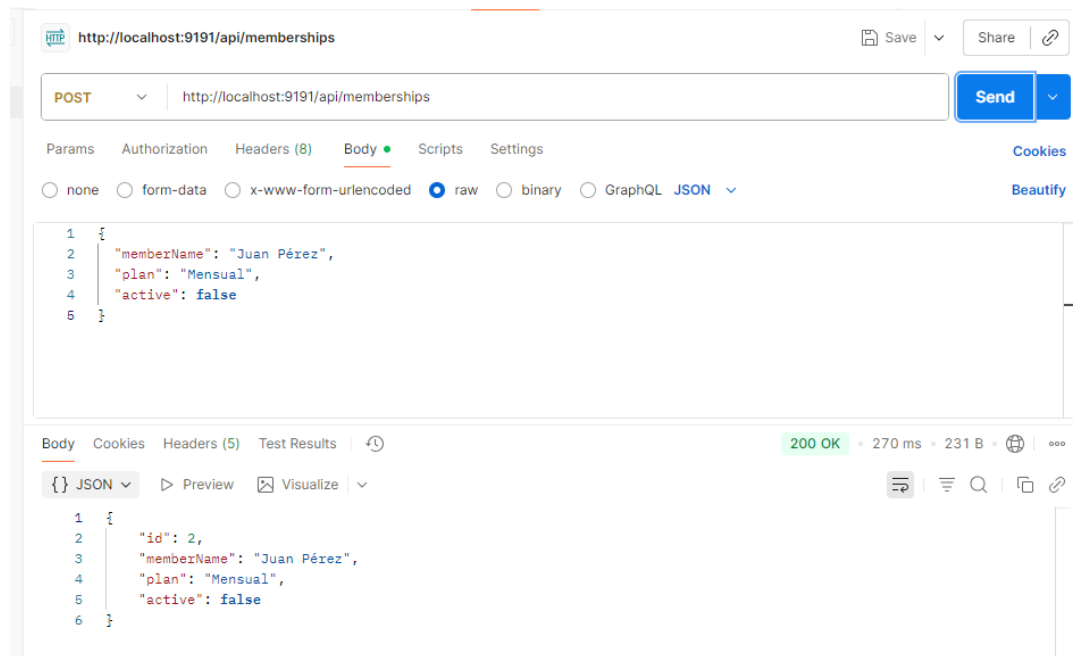 HTTP http://localhost:9191/api/memberships Save Share
POST http://localhost:9191/api/memberships Send
Params Authorization Headers (8) Body Scripts Settings Cookies
none form-data x-www-form-urlencoded raw binary GraphQL JSON Beautify
1 {
2 "memberName": "Juan Pérez",
3 "plan": "Mensual",
4 "active": false
5 }
Body Cookies Headers (5) Test Results 200 OK • 270 ms • 231 B •
{} JSON Preview Visualize
1 {
2 "id": 2,
3 "memberName": "Juan Pérez",
4 "plan": "Mensual",
5 "active": false
6 }